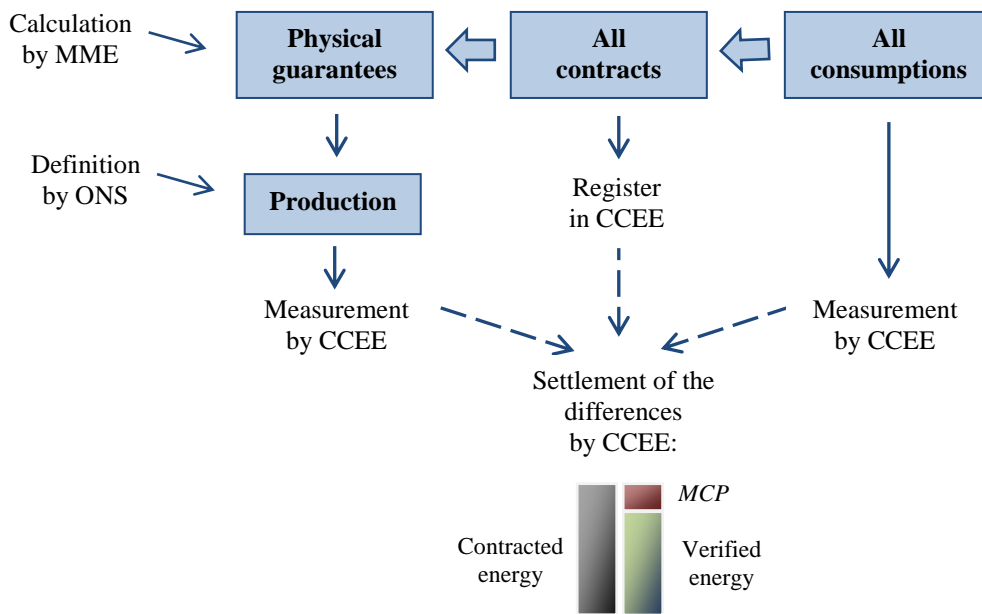 Calculation
by MME
Physical
guarantees
All
contracts
All
consumptions
Definition
by ONS
Production
Register
in CCEE
Measurement
by CCEE
Measurement
by CCEE
Settlement of the
differences
by CCEE:
MCP
Contracted
energy
Verified
energy